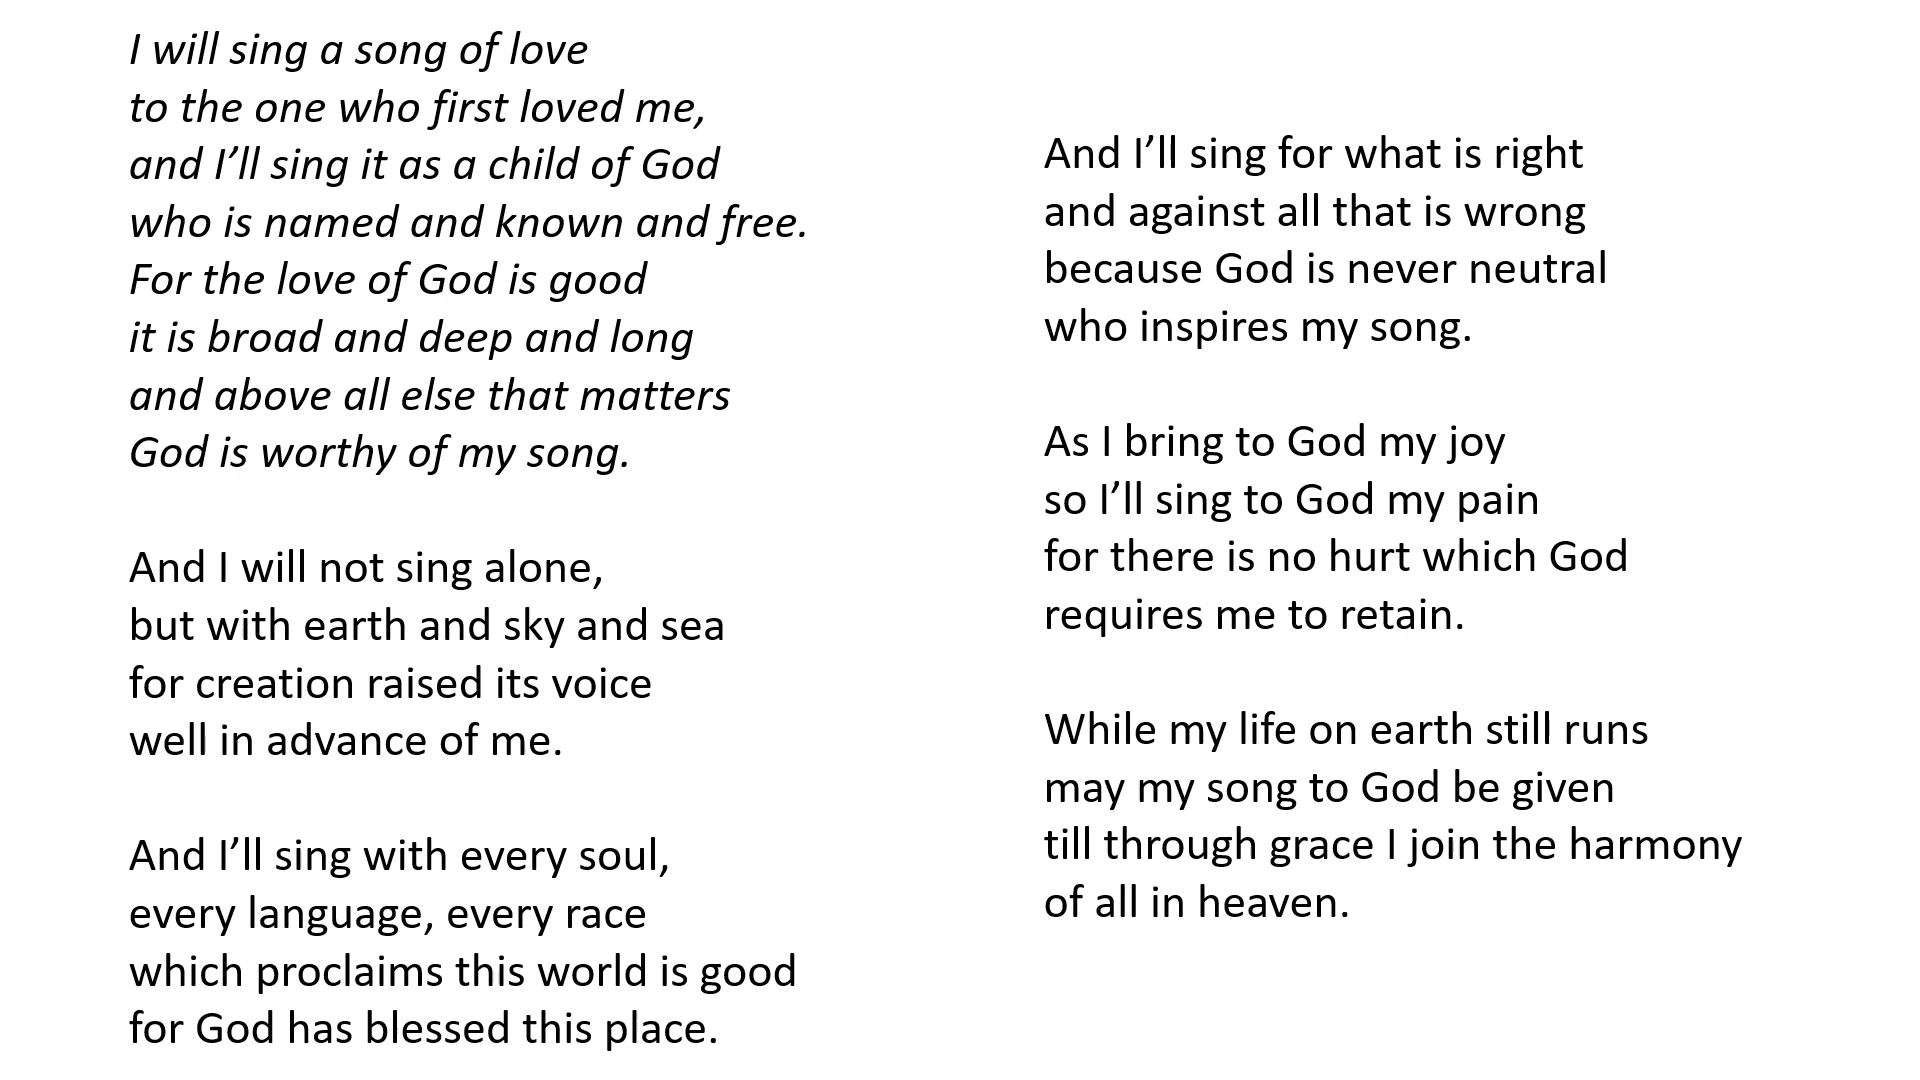 I will sing a song of love
to the one who first loved me,
and I’ll sing it as a child of God
who is named and known and free.
For the love of God is good
it is broad and deep and long
and above all else that matters
God is worthy of my song.

And I will not sing alone,
but with earth and sky and sea
for creation raised its voice
well in advance of me.

And I’ll sing with every soul,
every language, every race
which proclaims this world is good
for God has blessed this place.

And I’ll sing for what is right
and against all that is wrong
because God is never neutral
who inspires my song.

As I bring to God my joy
so I’ll sing to God my pain
for there is no hurt which God
requires me to retain.

While my life on earth still runs
may my song to God be given
till through grace I join the harmony
of all in heaven.